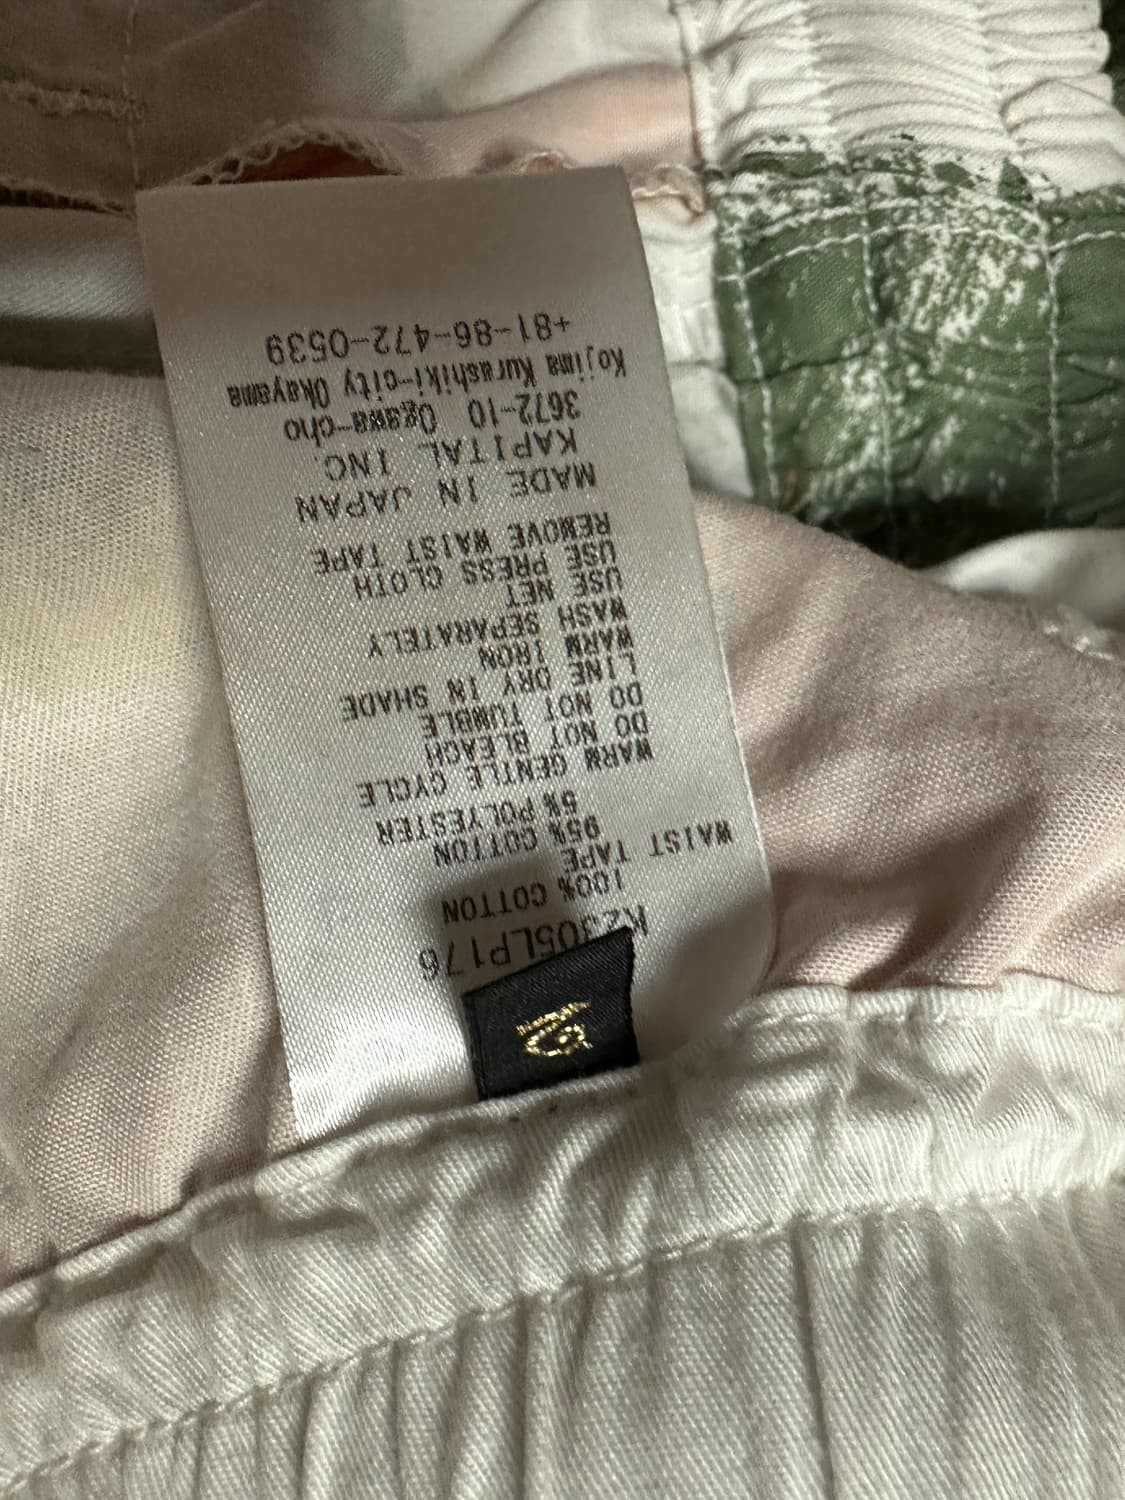 K2305LP176
100% COTTON
WAIST TAPE
95% COTTON
5% POLYESTER
WARM GENTLE CYCLE
DO NOT BLEACH
DO NOT TUMBLE
LINE DRY IN SHADE
WARM IRON
WASH SEPARATELY
USE NET
USE PRESS CLOTH
REMOVE WAIST TAPE
MADE IN JAPAN
KAPITAL INC.
3672-10 Ogawa-cho
Kojima Kurashiki-city Okayama
+81-86-472-0539